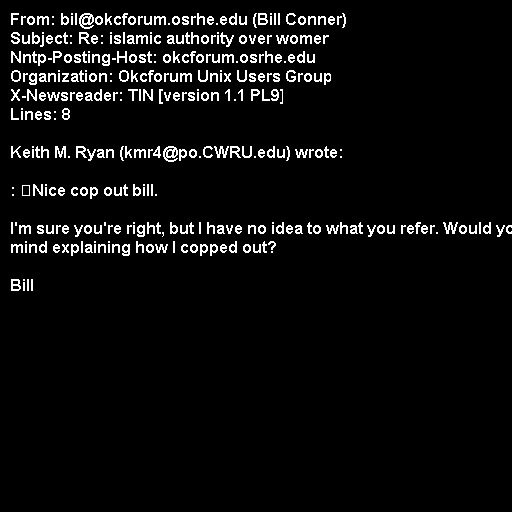 From: bil@okcforum.osrhe.edu (Bill Conner)
Subject: Re: islamic authority over womer
Nntp-Posting-Host: okcforum.osrhe.edu
Organization: Okcforum Unix Users Group
X-Newsreader: TIN [version 1.1 PL9]
Lines: 8
Keith M. Ryan (kmr4@po.CWRU.edu) wrote:
: Nice cop out bill.
I'm sure you're right, but I have no idea to what you refer. Would
mind explaining how I copped out?
Bill